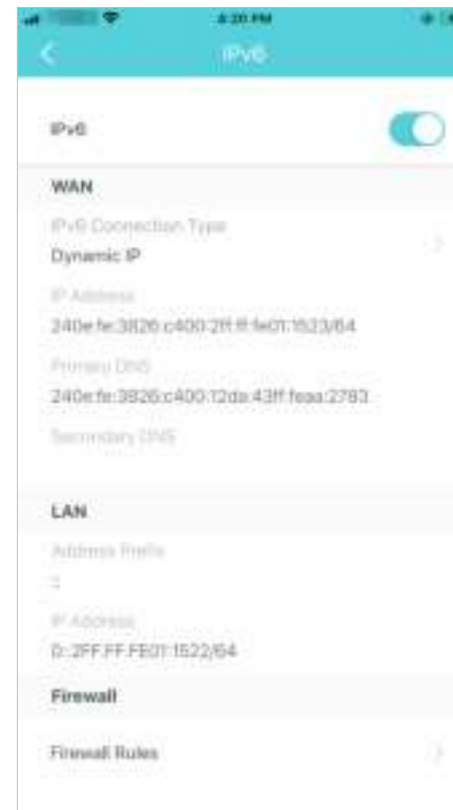 4:20 PM
IPv6
IPv6
WAN
IPv6 Connection Type
Dynamic IP
IP Address
240e:fe:3826:c400:2ff:ff:fe01:1523/64
Primary DNS
240e:fe:3826:c400:12da:43ff:feaa:2783
Secondary DNS
LAN
Address Prefix
::
IP Address
0::2FF:FF:FE01:1522/64
Firewall
Firewall Rules